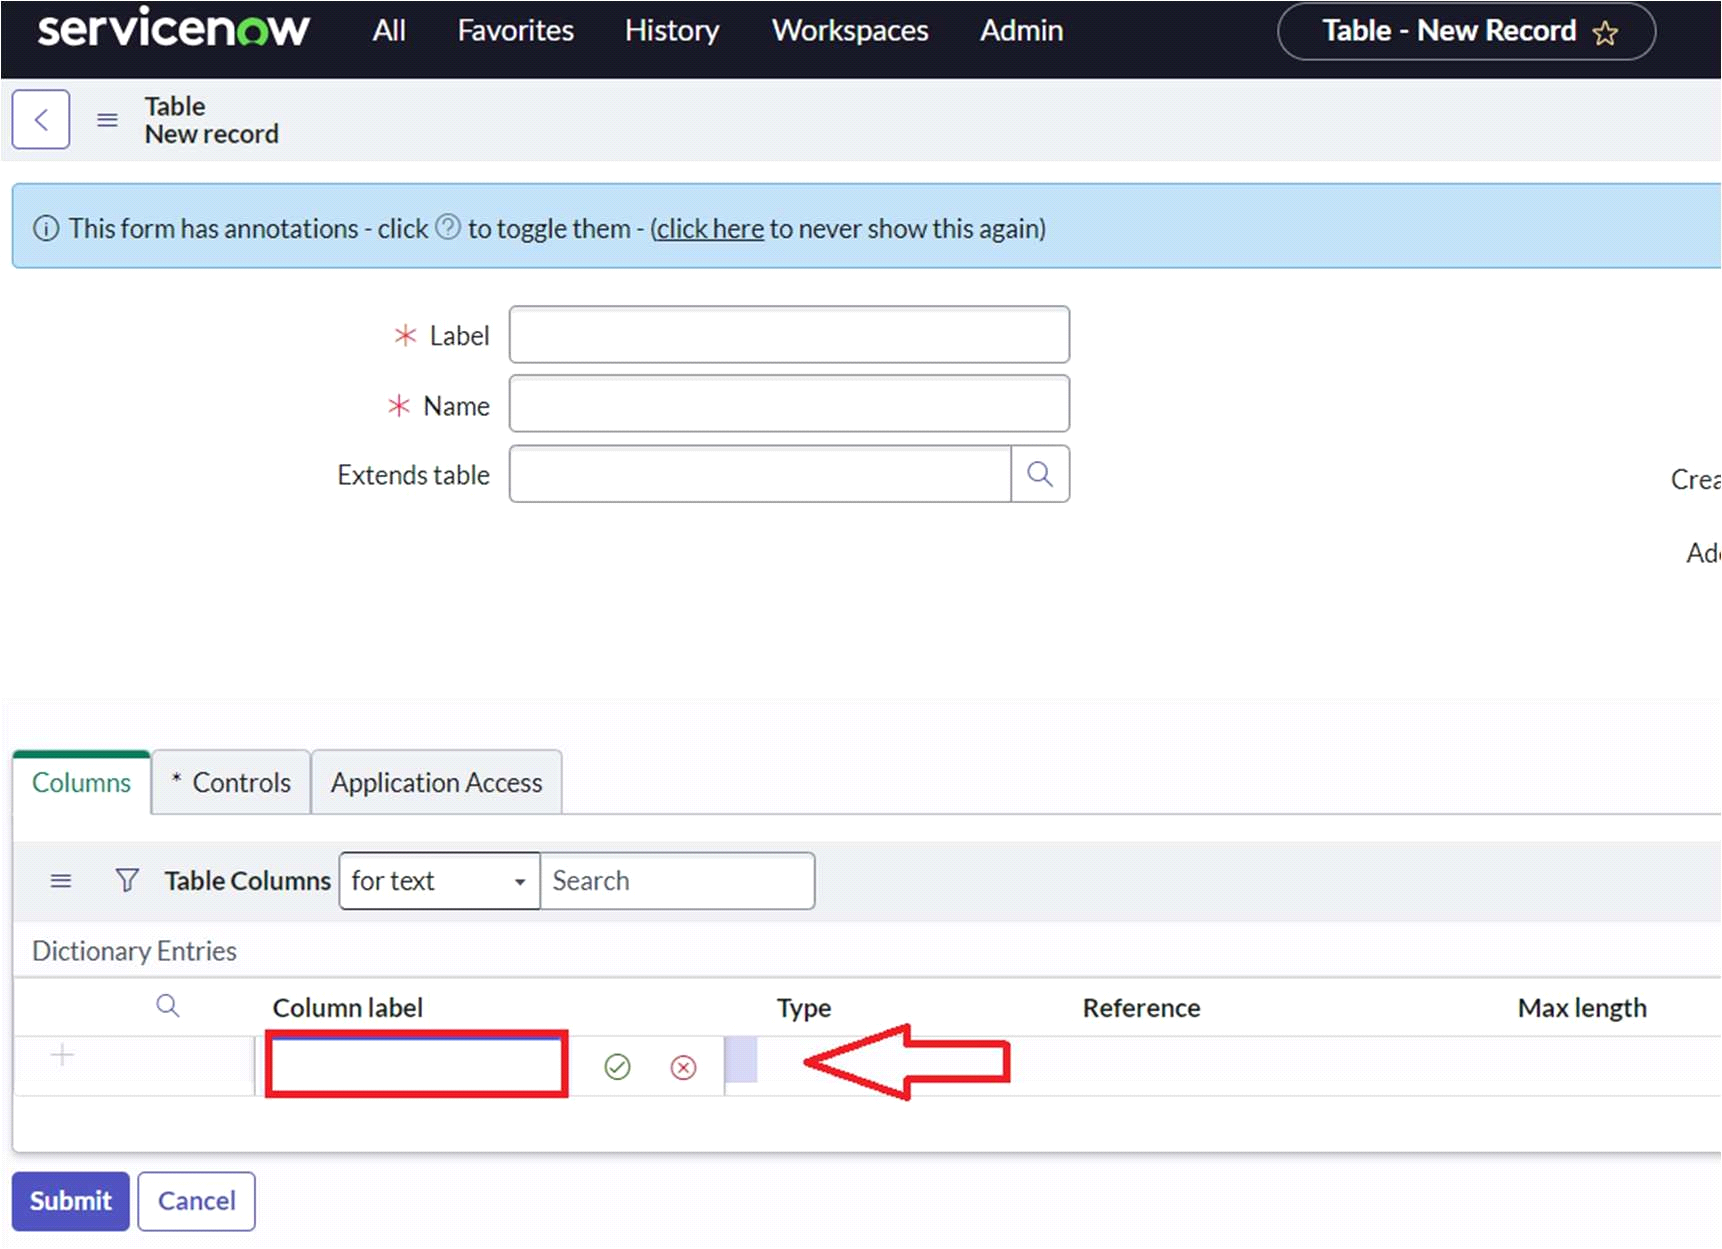 servicenow All Favorites History Workspaces Admin Table - New Record
Table
New record
This form has annotations - click ? to toggle them - (click here to never show this again)
* Label
* Name
Extends table
Crea
Ad
Columns * Controls Application Access
Table Columns for text Search
Dictionary Entries
Column label Type Reference Max length
Submit Cancel